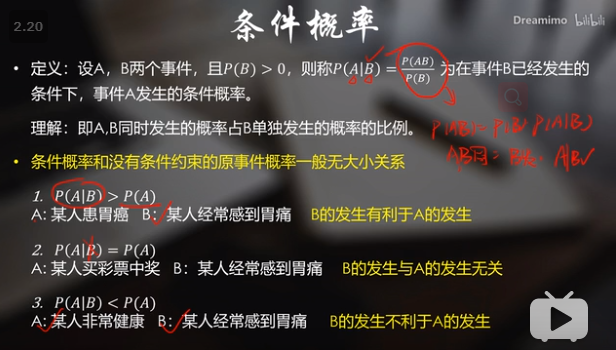 2.20
条件概率
Dreamimo bilibili
• 定义：设A，B两个事件，且P(B) > 0，则称P(A|B) = P(AB)/P(B) 为在事件B已经发生的
条件下，事件A发生的条件概率。
理解：即A,B同时发生的概率占B单独发生的概率的比例。
P(AB)=P(B) P(A|B)
• 条件概率和没有条件约束的原事件概率一般无大小关系
1. P(A|B) > P(A)
A: 某人患胃癌 B：某人经常感到胃痛 B的发生有利于A的发生
2. P(A|B) = P(A)
A: 某人买彩票中奖 B：某人经常感到胃痛 B的发生与A的发生无关
3. P(A|B) < P(A)
A: 某人非常健康 B：某人经常感到胃痛 B的发生不利于A的发生